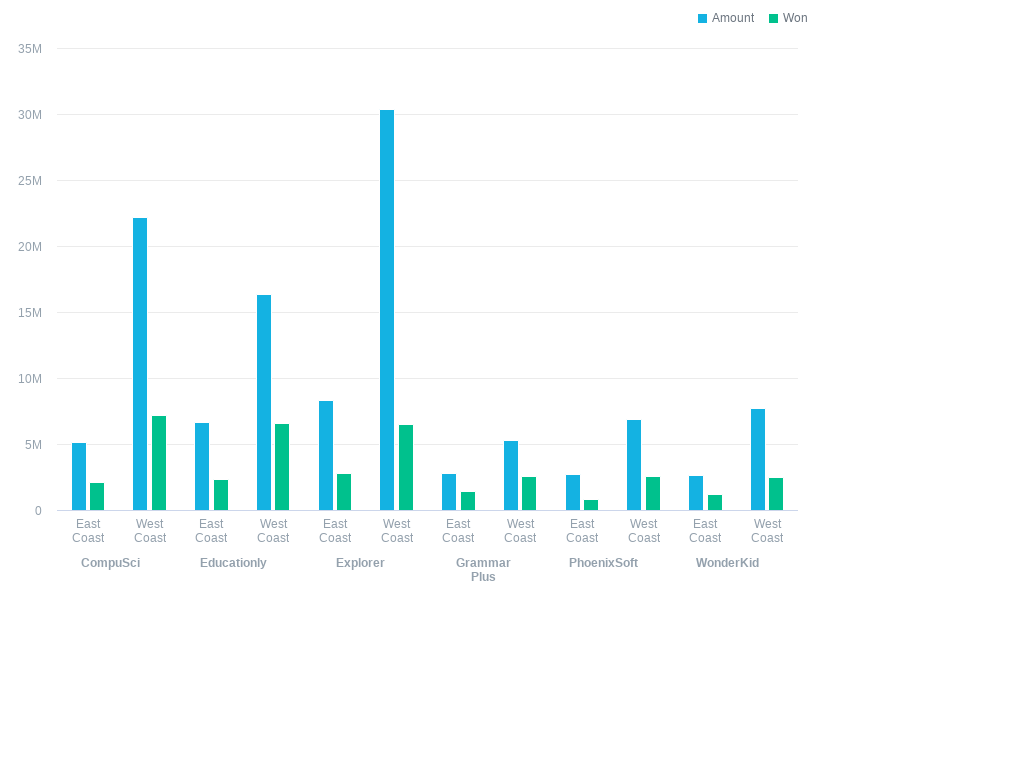 Amount Won
35M
30M
25M
20M
15M
10M
5M
0
East West East West East West East West East West East West
Coast Coast Coast Coast Coast Coast Coast Coast Coast Coast Coast Coast
CompuSci Educationly Explorer Grammar PhoenixSoft WonderKid
Plus